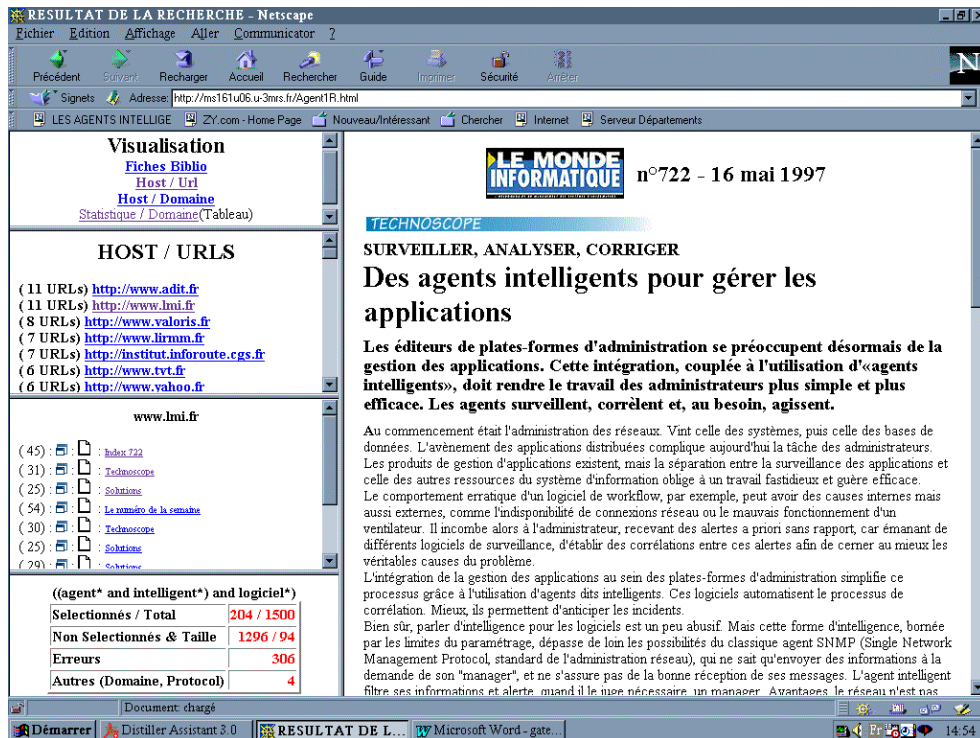 RESULTAT DE LA RECHERCHE - Netscape
Fichier Edition Affichage Aller Communicator ?
Précédent Suivant Recharger Accueil Rechercher Guide Imprimer Sécurité Arrêter
N
Signets Adresse: http://ms161u06.u-3mrs.fr/Agent1R.html
LES AGENTS INTELLIGE ZY.com - Home Page Nouveau/Intéressant Chercher Internet Serveur Départements
Visualisation
Fiches Biblio
Host / Url
Host / Domaine
Statistique / Domaine(Tableau)
HOST / URLS
( 11 URLs) http://www.adit.fr
( 11 URLs) http://www.lmi.fr
( 8 URLs) http://www.valoris.fr
( 7 URLs) http://www.lirmm.fr
( 7 URLs) http://institut.inforoute.cgs.fr
( 6 URLs) http://www.tvt.fr
( 6 URLs) http://www.yahoo.fr
www.lmi.fr
( 45) : : : Index 722
( 31) : : : Technoscope
( 25) : : : Solutions
( 54) : : : Le numéro de la semaine
( 30) : : : Technoscope
( 25) : : : Solutions
( 29) : : : Solutions
((agent* and intelligent*) and logiciel*)
Selectionnés / Total 204 / 1500
Non Selectionnés & Taille 1296 / 94
Erreurs 306
Autres (Domaine, Protocol) 4
LE MONDE
INFORMATIQUE
n°722 - 16 mai 1997
TECHNOSCOPE
SURVEILLER, ANALYSER, CORRIGER
Des agents intelligents pour gérer les
applications
Les éditeurs de plates-formes d'administration se préoccupent désormais de la
gestion des applications. Cette intégration, couplée à l'utilisation d'«agents
intelligents», doit rendre le travail des administrateurs plus simple et plus
efficace. Les agents surveillent, corrèlent et, au besoin, agissent.
Au commencement était l'administration des réseaux. Vint celle des systèmes, puis celle des bases de
données. L'avènement des applications distribuées complique aujourd'hui la tâche des administrateurs.
Les produits de gestion d'applications existent, mais la séparation entre la surveillance des applications et
celle des autres ressources du système d'information oblige à un travail fastidieux et guère efficace.
Le comportement erratique d'un logiciel de workflow, par exemple, peut avoir des causes internes mais
aussi externes, comme l'indisponibilité de connexions réseau ou le mauvais fonctionnement d'un
ventilateur. Il incombe alors à l'administrateur, recevant des alertes a priori sans rapport, car émanant de
différents logiciels de surveillance, d'établir des corrélations entre ces alertes afin de cerner au mieux les
véritables causes du problème.
L'intégration de la gestion des applications au sein des plates-formes d'administration simplifie ce
processus grâce à l'utilisation d'agents dits intelligents. Ces logiciels automatisent le processus de
corrélation. Mieux, ils permettent d'anticiper les incidents.
Bien sûr, parler d'intelligence pour les logiciels est un peu abusif. Mais cette forme d'intelligence, bornée
par les limites du paramétrage, dépasse de loin les possibilités du classique agent SNMP (Single Network
Management Protocol, standard de l'administration réseau), qui ne sait qu'envoyer des informations à la
demande de son "manager", et ne s'assure pas de la bonne réception de ses messages. L'agent intelligent
filtre ses informations et alerte, quand il le juge nécessaire, un manager. Avantages, le réseau n'est pas
Document: chargé
Démarrer Distiller Assistant 3.0 RESULTAT DE L... Microsoft Word - gate... Fr 14:54